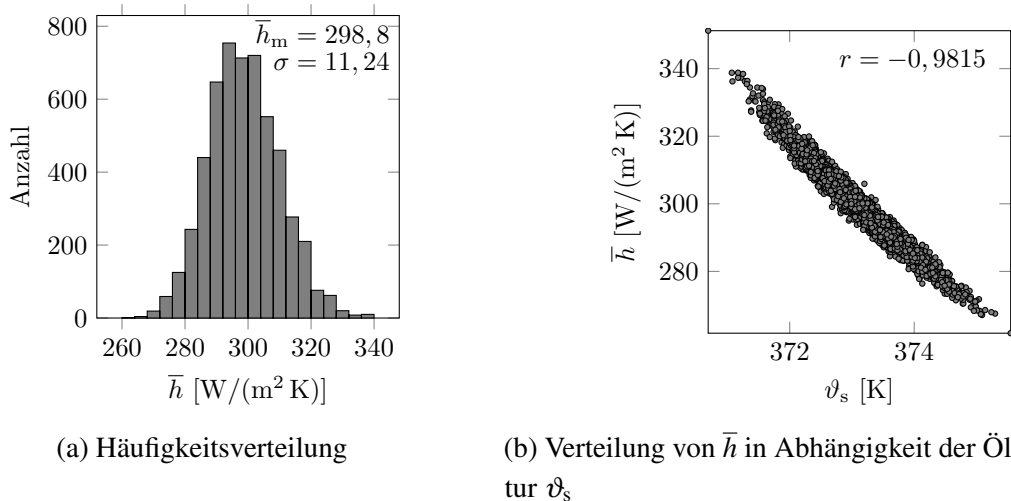 800
600
400
200
0
Anzahl
h̅ₘ = 298, 8
σ = 11, 24
260 280 300 320 340
h̅ [W/(m² K)]
(a) Häufigkeitsverteilung
340
320
300
280
h̅ [W/(m² K)]
r = −0, 9815
372 374
ϑₛ [K]
(b) Verteilung von h̅ in Abhängigkeit der Öl
tur ϑₛ